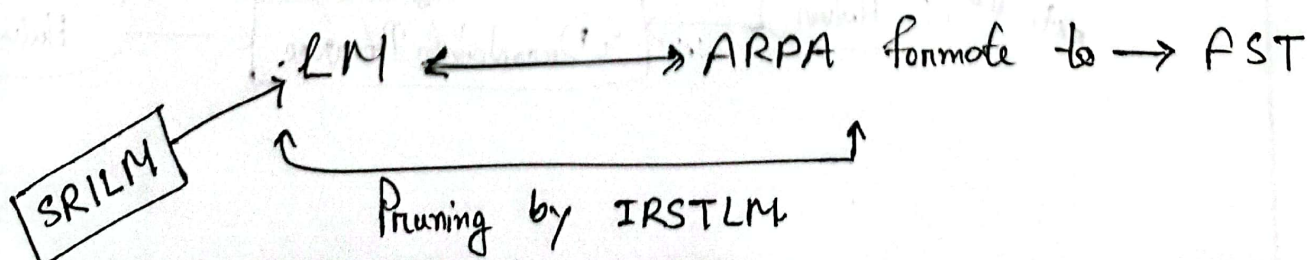 LM ⟷ ARPA formate to → FST
SRILM
Pruning by IRSTLM